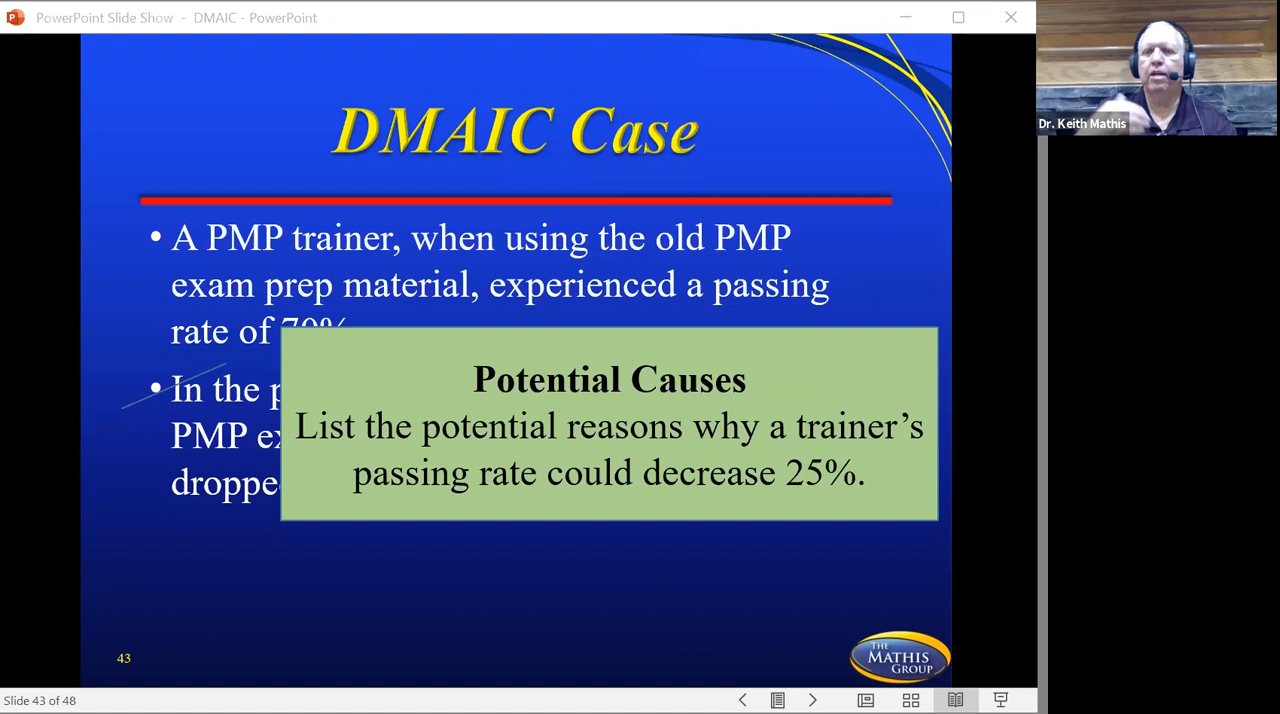 PowerPoint Slide Show - DMAIC - PowerPoint
Dr. Keith Mathis
DMAIC Case
• A PMP trainer, when using the old PMP
exam prep material, experienced a passing
rate of 70%
• In the
PMP
Potential Causes
List the potential reasons why a trainer’s
passing rate could decrease 25%.
43
THE
MATHIS
GROUP
Slide 43 of 48